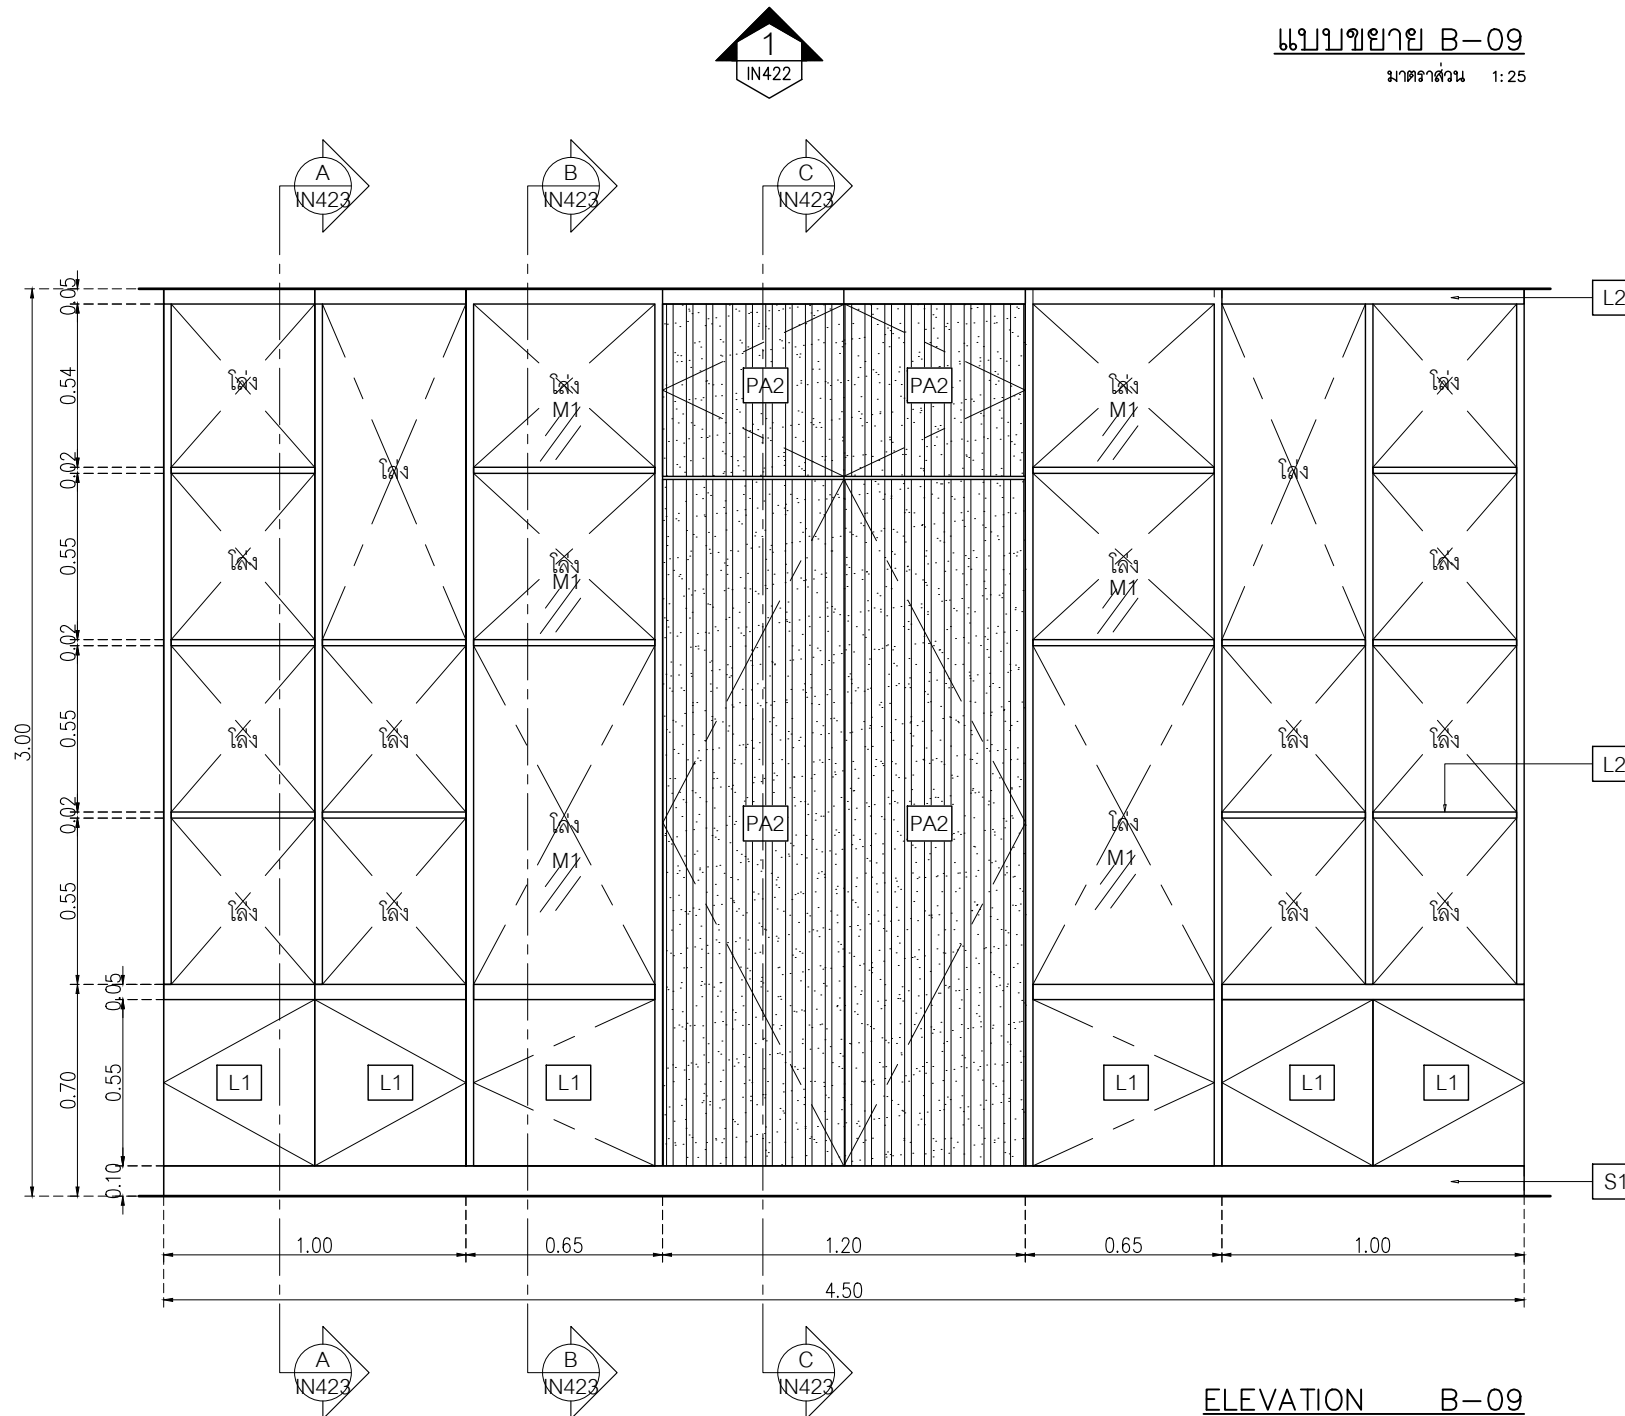 แบบขยาย B-09
มาตราส่วน 1:25
1
IN422
A
IN423
B
IN423
C
IN423
L2
0.05
0.54
0.02
0.55
0.02
0.55
0.02
0.55
0.05
0.55
0.10
0.70
3.00
โล่ง
โล่ง
M1
PA2
PA2
โล่ง
M1
โล่ง
โล่ง
โล่ง
โล่ง
โล่ง
M1
โล่ง
M1
โล่ง
โล่ง
โล่ง
โล่ง
โล่ง
L2
โล่ง
M1
PA2
PA2
โล่ง
M1
โล่ง
โล่ง
โล่ง
โล่ง
L1
L1
L1
L1
L1
L1
S1
1.00
0.65
1.20
0.65
1.00
4.50
A
IN423
B
IN423
C
IN423
ELEVATION B-09